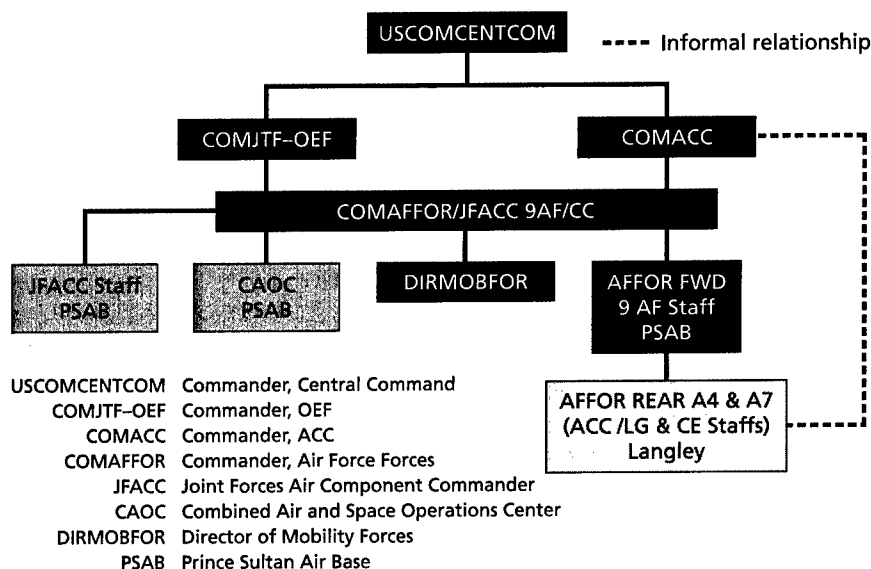 USCOMCENTCOM
Informal relationship
COMJTF–OEF
COMACC
COMAFFOR/JFACC 9AF/CC
JFACC Staff
PSAB
CAOC
PSAB
DIRMOBFOR
AFFOR FWD
9 AF Staff
PSAB
AFFOR REAR A4 & A7
(ACC/LG & CE Staffs)
Langley
USCOMCENTCOM Commander, Central Command
COMJTF–OEF Commander, OEF
COMACC Commander, ACC
COMAFFOR Commander, Air Force Forces
JFACC Joint Forces Air Component Commander
CAOC Combined Air and Space Operations Center
DIRMOBFOR Director of Mobility Forces
PSAB Prince Sultan Air Base